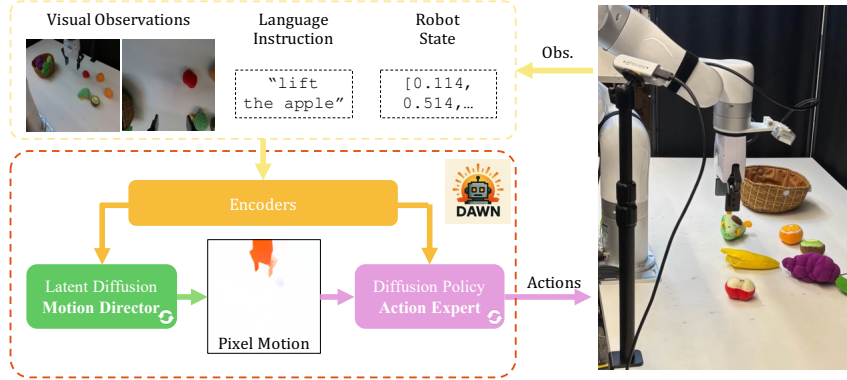 Visual Observations
Language
Instruction
Robot
State
"lift
the apple"
[0.114,
0.514,…
Obs.
Encoders
DAWN
Latent Diffusion
Motion Director
Pixel Motion
Diffusion Policy
Action Expert
Actions